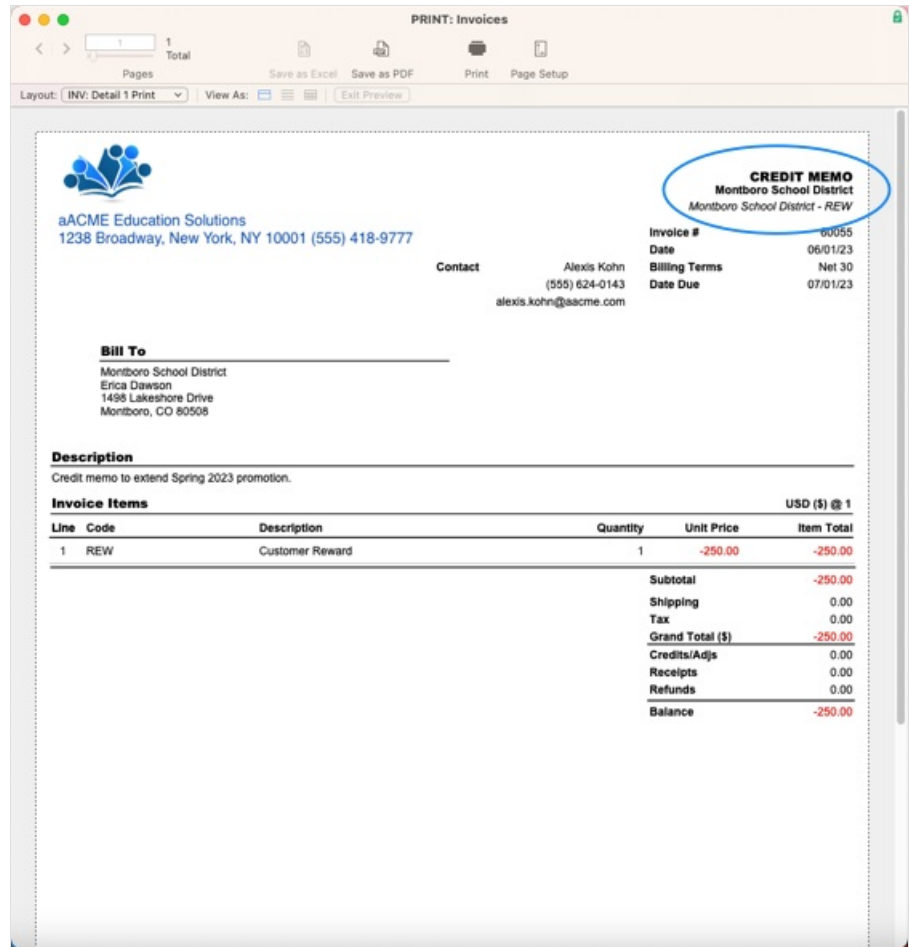 PRINT: Invoices
1
1
Total
Pages
Save as Excel Save as PDF Print Page Setup
Layout: INV: Detail 1 Print View As: Exit Preview
CREDIT MEMO
Montboro School District
Montboro School District - REW
aACME Education Solutions
1238 Broadway, New York, NY 10001 (555) 418-9777
Invoice # 60055
Date 06/01/23
Contact Alexis Kohn Billing Terms Net 30
(555) 624-0143 Date Due 07/01/23
alexis.kohn@aacme.com
Bill To
Montboro School District
Erica Dawson
1498 Lakeshore Drive
Montboro, CO 80508
Description
Credit memo to extend Spring 2023 promotion.
Invoice Items USD ($) @ 1
Line Code Description Quantity Unit Price Item Total
1 REW Customer Reward 1 -250.00 -250.00
Subtotal -250.00
Shipping 0.00
Tax 0.00
Grand Total ($) -250.00
Credits/Adjs 0.00
Receipts 0.00
Refunds 0.00
Balance -250.00